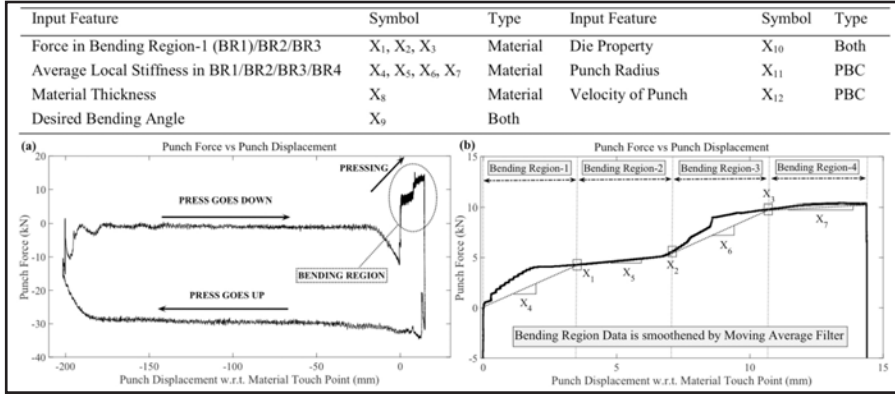 Input Feature Symbol Type Input Feature Symbol Type
Force in Bending Region-1 (BR1)/BR2/BR3 X1, X2, X3 Material Die Property X10 Both
Average Local Stiffness in BR1/BR2/BR3/BR4 X4, X5, X6, X7 Material Punch Radius X11 PBC
Material Thickness X8 Material Velocity of Punch X12 PBC
Desired Bending Angle X9 Both
(a) Punch Force vs Punch Displacement
PRESSING
PRESS GOES DOWN
BENDING REGION
PRESS GOES UP
20
10
0
-10
-20
-30
-40
Punch Force (kN)
-200 -150 -100 -50 0
Punch Displacement w.r.t. Material Touch Point (mm)
(b) Punch Force vs Punch Displacement
Bending Region-1 Bending Region-2 Bending Region-3 Bending Region-4
X3
X7
X6
X1 X5 X2
X4
Bending Region Data is smoothened by Moving Average Filter
15
10
5
0
-5
Punch Force (kN)
0 5 10 15
Punch Displacement w.r.t. Material Touch Point (mm)